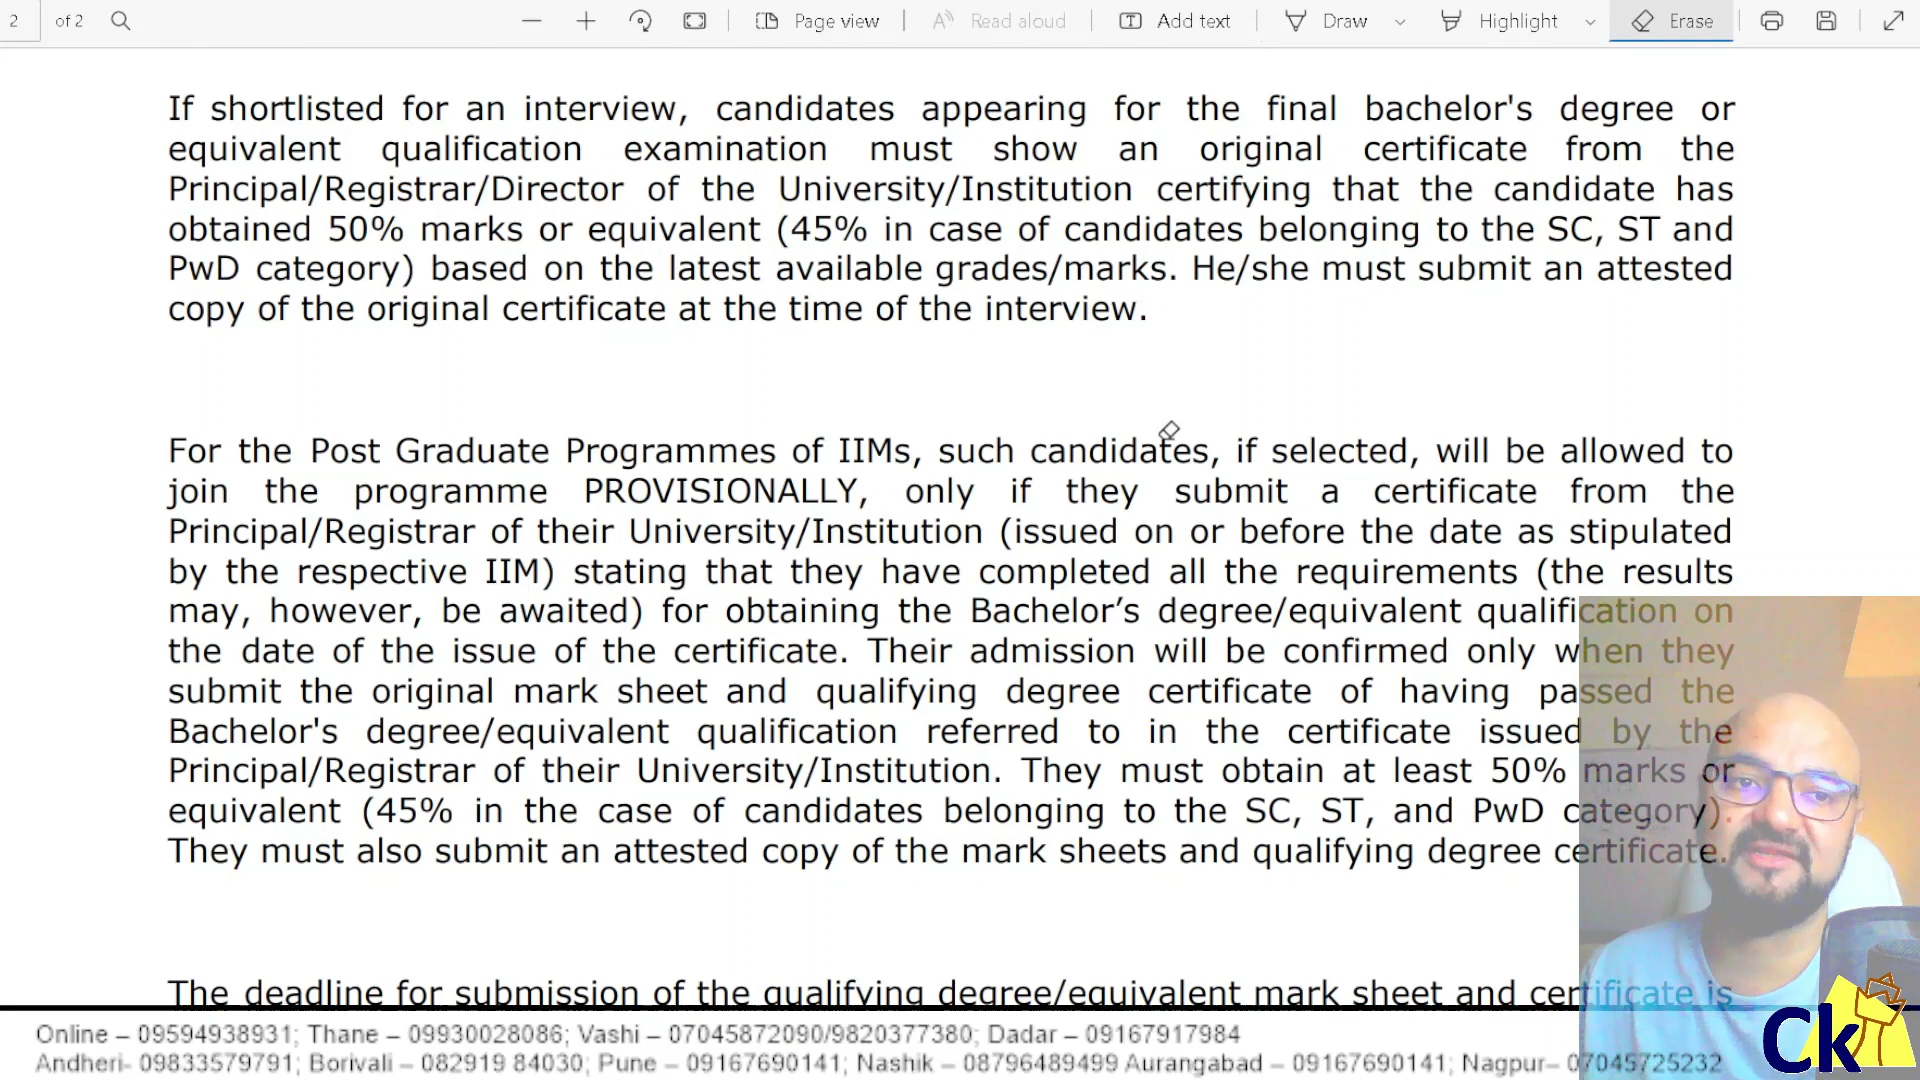 2 of 2 Page view Read aloud Add text Draw Highlight Erase
If shortlisted for an interview, candidates appearing for the final bachelor's degree or
equivalent qualification examination must show an original certificate from the
Principal/Registrar/Director of the University/Institution certifying that the candidate has
obtained 50% marks or equivalent (45% in case of candidates belonging to the SC, ST and
PwD category) based on the latest available grades/marks. He/she must submit an attested
copy of the original certificate at the time of the interview.
For the Post Graduate Programmes of IIMs, such candidates, if selected, will be allowed to
join the programme PROVISIONALLY, only if they submit a certificate from the
Principal/Registrar of their University/Institution (issued on or before the date as stipulated
by the respective IIM) stating that they have completed all the requirements (the results
may, however, be awaited) for obtaining the Bachelor’s degree/equivalent qualification on
the date of the issue of the certificate. Their admission will be confirmed only when they
submit the original mark sheet and qualifying degree certificate of having passed the
Bachelor's degree/equivalent qualification referred to in the certificate issued by the
Principal/Registrar of their University/Institution. They must obtain at least 50% marks or
equivalent (45% in the case of candidates belonging to the SC, ST, and PwD category).
They must also submit an attested copy of the mark sheets and qualifying degree certificate.
The deadline for submission of the qualifying degree/equivalent mark sheet and certificate is
Online – 09594938931; Thane – 09930028086; Vashi – 07045872090/9820377380; Dadar – 09167917984
Andheri- 09833579791; Borivali – 082919 84030; Pune – 09167690141; Nashik – 08796489499 Aurangabad – 09167690141; Nagpur– 07045725232
Ck